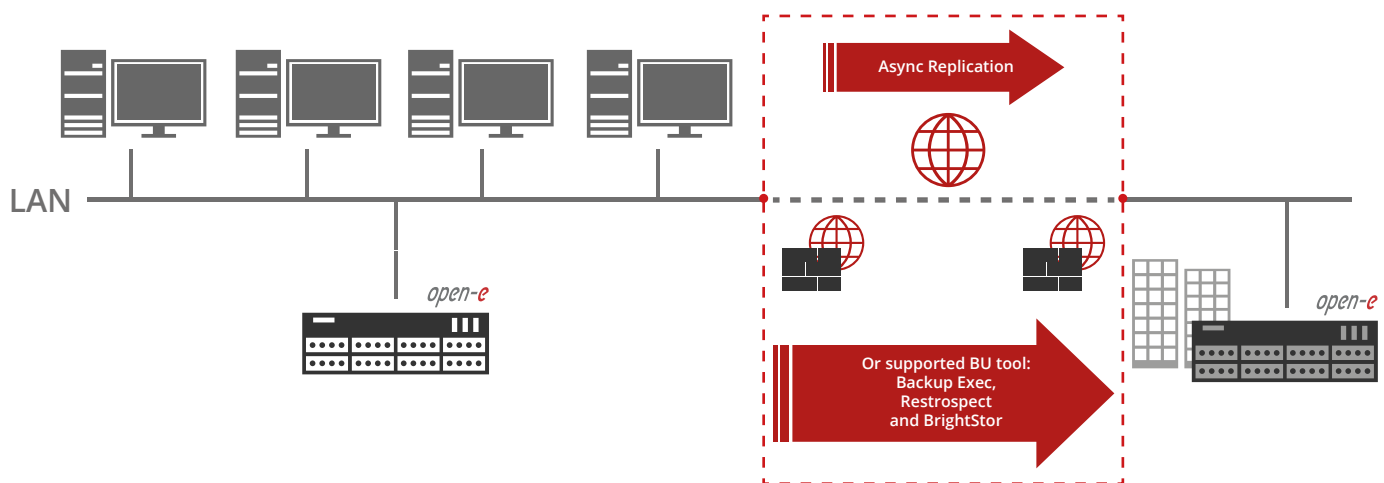 Async Replication
LAN
open-e
open-e
Or supported BU tool:
Backup Exec,
Restrospect
and BrightStor